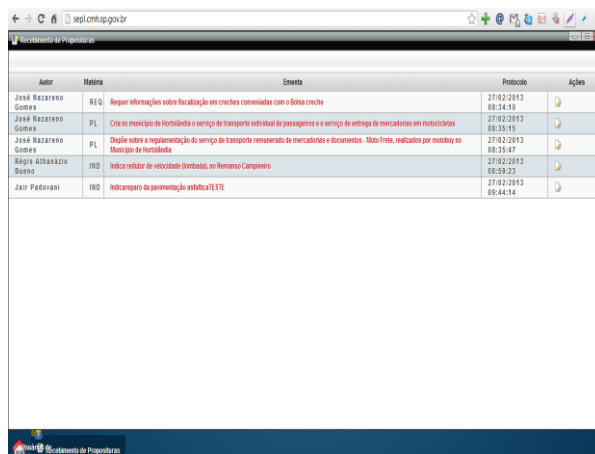 sepl.cmh.sp.gov.br
Recebimento de Proposituras
Autor Matéria Ementa Protocolo Ações
José Nazareno
Gomes
REQ
Requer informações sobre fiscalização em creches conveniadas com o Bolsa creche
27/02/2013
08:34:10
José Nazareno
Gomes
PL
Cria no município de Hortolândia o serviço de transporte individual de passageiros e o serviço de entrega de mercadorias em motocicletas
27/02/2013
08:35:15
José Nazareno
Gomes
PL
Dispõe sobre a regulamentação do serviço de transporte remunerado de mercadorias e documentos - Moto Frete, realizados por motoboy no
Município de Hortolândia
27/02/2013
08:35:47
Régis Athanázio
Bueno
IND
Indica redutor de velocidade (lombada), no Remanso Campineiro
27/02/2013
08:59:23
Jair Padovani
IND
Indicareparo da pavimentação asfalticaTESTE
27/02/2013
09:44:14
Recebimento de Proposituras